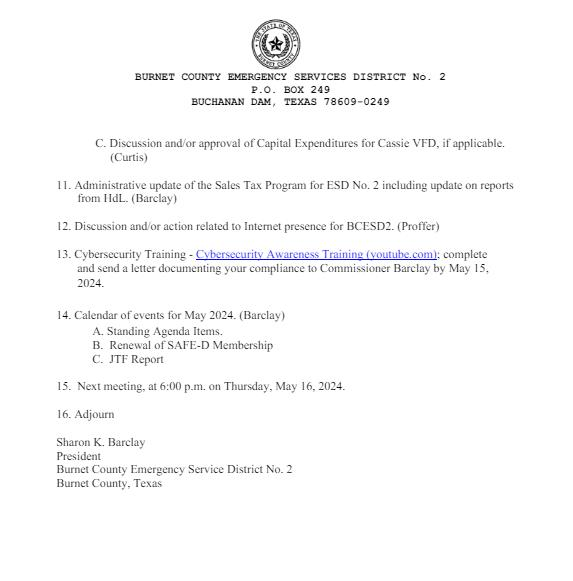 THE STATE OF TEXAS
BURNET COUNTY
BURNET COUNTY EMERGENCY SERVICES DISTRICT No. 2
P.O. BOX 249
BUCHANAN DAM, TEXAS 78609-0249
C. Discussion and/or approval of Capital Expenditures for Cassie VFD, if applicable.
(Curtis)
11. Administrative update of the Sales Tax Program for ESD No. 2 including update on reports
from HdL. (Barclay)
12. Discussion and/or action related to Internet presence for BCESD2. (Proffer)
13. Cybersecurity Training - Cybersecurity Awareness Training (youtube.com); complete
and send a letter documenting your compliance to Commissioner Barclay by May 15,
2024.
14. Calendar of events for May 2024. (Barclay)
A. Standing Agenda Items.
B. Renewal of SAFE-D Membership
C. JTF Report
15. Next meeting, at 6:00 p.m. on Thursday, May 16, 2024.
16. Adjourn
Sharon K. Barclay
President
Burnet County Emergency Service District No. 2
Burnet County, Texas